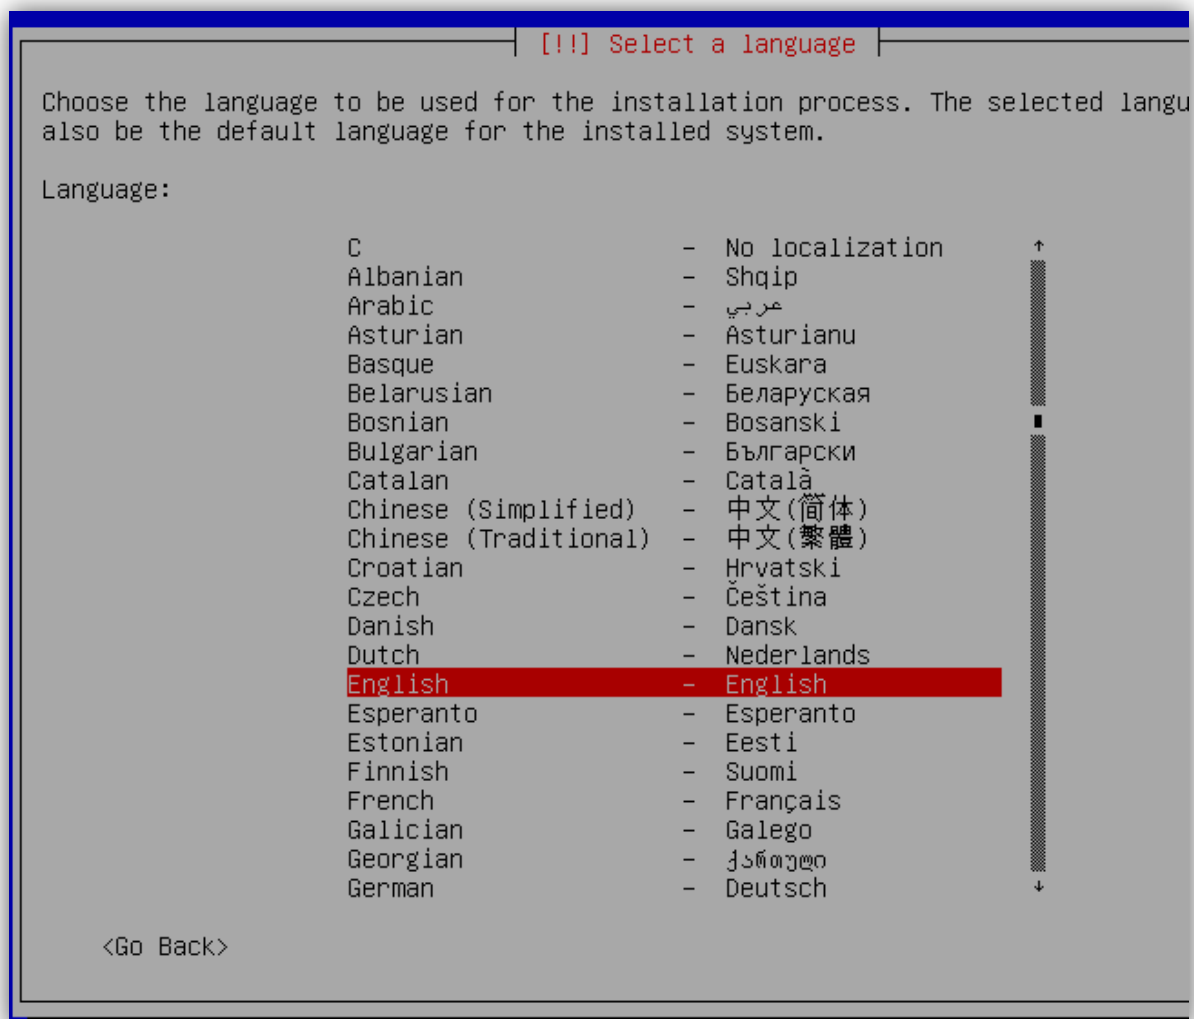 [!!] Select a language
Choose the language to be used for the installation process. The selected langu
also be the default language for the installed system.
Language:
C - No localization
Albanian - Shqip
Arabic - عربي
Asturian - Asturianu
Basque - Euskara
Belarusian - Беларуская
Bosnian - Bosanski
Bulgarian - Български
Catalan - Català
Chinese (Simplified) - 中文(简体)
Chinese (Traditional) - 中文(繁體)
Croatian - Hrvatski
Czech - Čeština
Danish - Dansk
Dutch - Nederlands
English - English
Esperanto - Esperanto
Estonian - Eesti
Finnish - Suomi
French - Français
Galician - Galego
Georgian - ქართული
German - Deutsch
<Go Back>